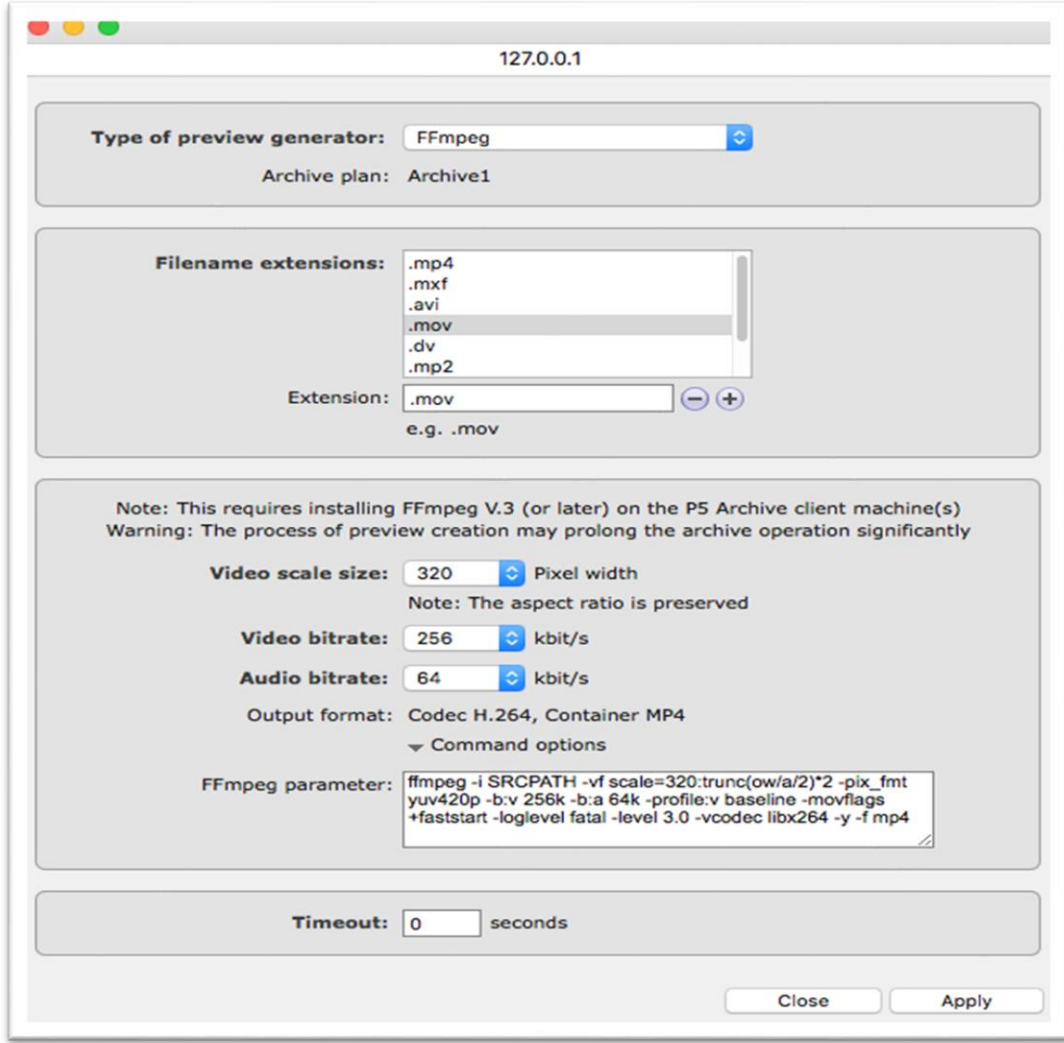 127.0.0.1
Type of preview generator: FFmpeg
Archive plan: Archive1
Filename extensions: .mp4
.mxf
.avi
.mov
.dv
.mp2
Extension: .mov
e.g. .mov
Note: This requires installing FFmpeg V.3 (or later) on the P5 Archive client machine(s)
Warning: The process of preview creation may prolong the archive operation significantly
Video scale size: 320 Pixel width
Note: The aspect ratio is preserved
Video bitrate: 256 kbit/s
Audio bitrate: 64 kbit/s
Output format: Codec H.264, Container MP4
Command options
FFmpeg parameter: ffmpeg -i SRCPATH -vf scale=320:trunc(ow/a/2)*2 -pix_fmt
yuv420p -b:v 256k -b:a 64k -profile:v baseline -movflags
+faststart -loglevel fatal -level 3.0 -vcodec libx264 -y -f mp4
Timeout: 0 seconds
Close Apply